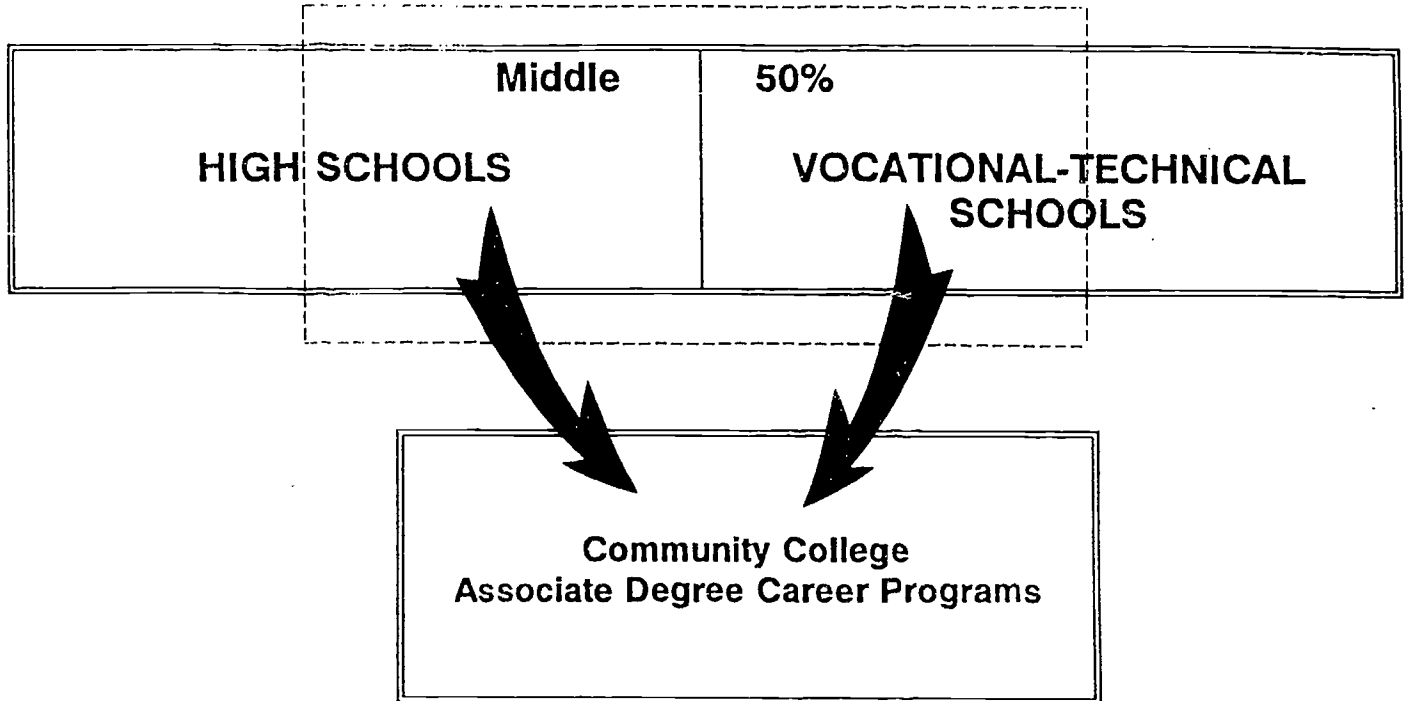 Middle 50%
HIGH SCHOOLS
VOCATIONAL-TECHNICAL
SCHOOLS
Community College
Associate Degree Career Programs